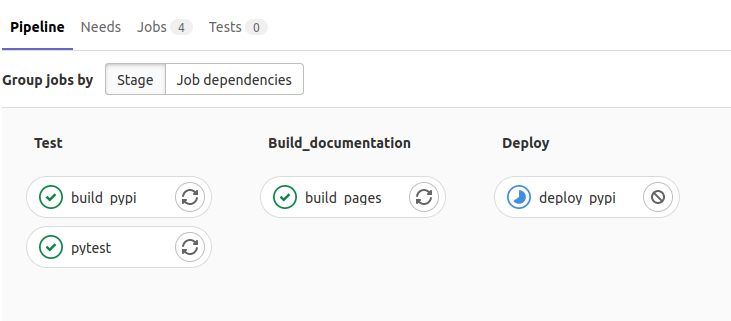 Pipeline Needs Jobs 4 Tests 0
Group jobs by Stage Job dependencies
Test Build_documentation Deploy
build_pypi build_pages deploy_pypi
pytest